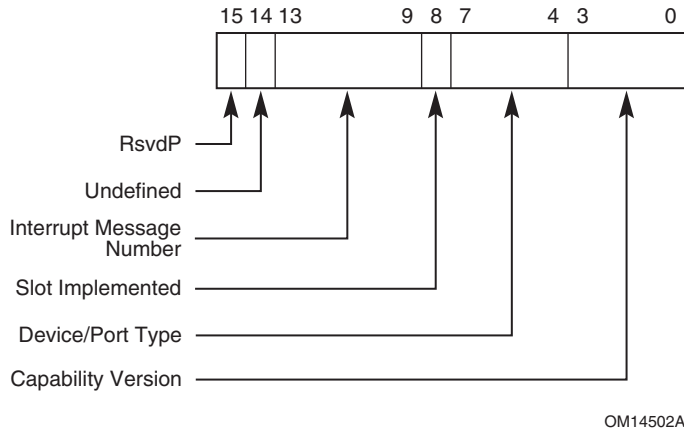 15 14 13 9 8 7 4 3 0
RsvdP
Undefined
Interrupt Message
Number
Slot Implemented
Device/Port Type
Capability Version
OM14502A